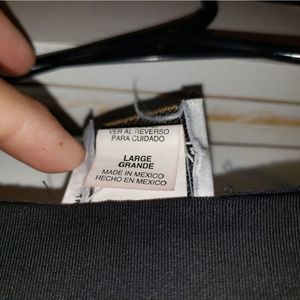 VER AL REVERSO
PARA CUIDADO
LARGE
GRANDE
MADE IN MEXICO
HECHO EN MEXICO